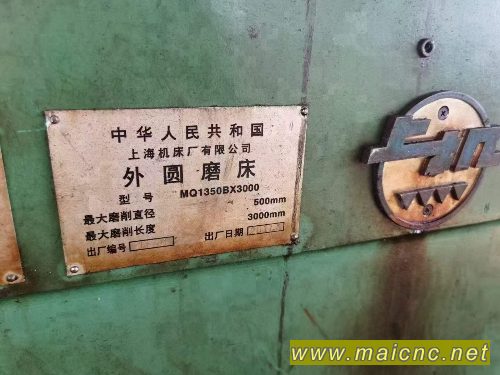 中华人民共和国
上海机床厂有限公司
外圆磨床
型号 MQ1350BX3000
最大磨削直径 500mm
最大磨削长度 3000mm
出厂编号 出厂日期
上机
www.maicnc.net